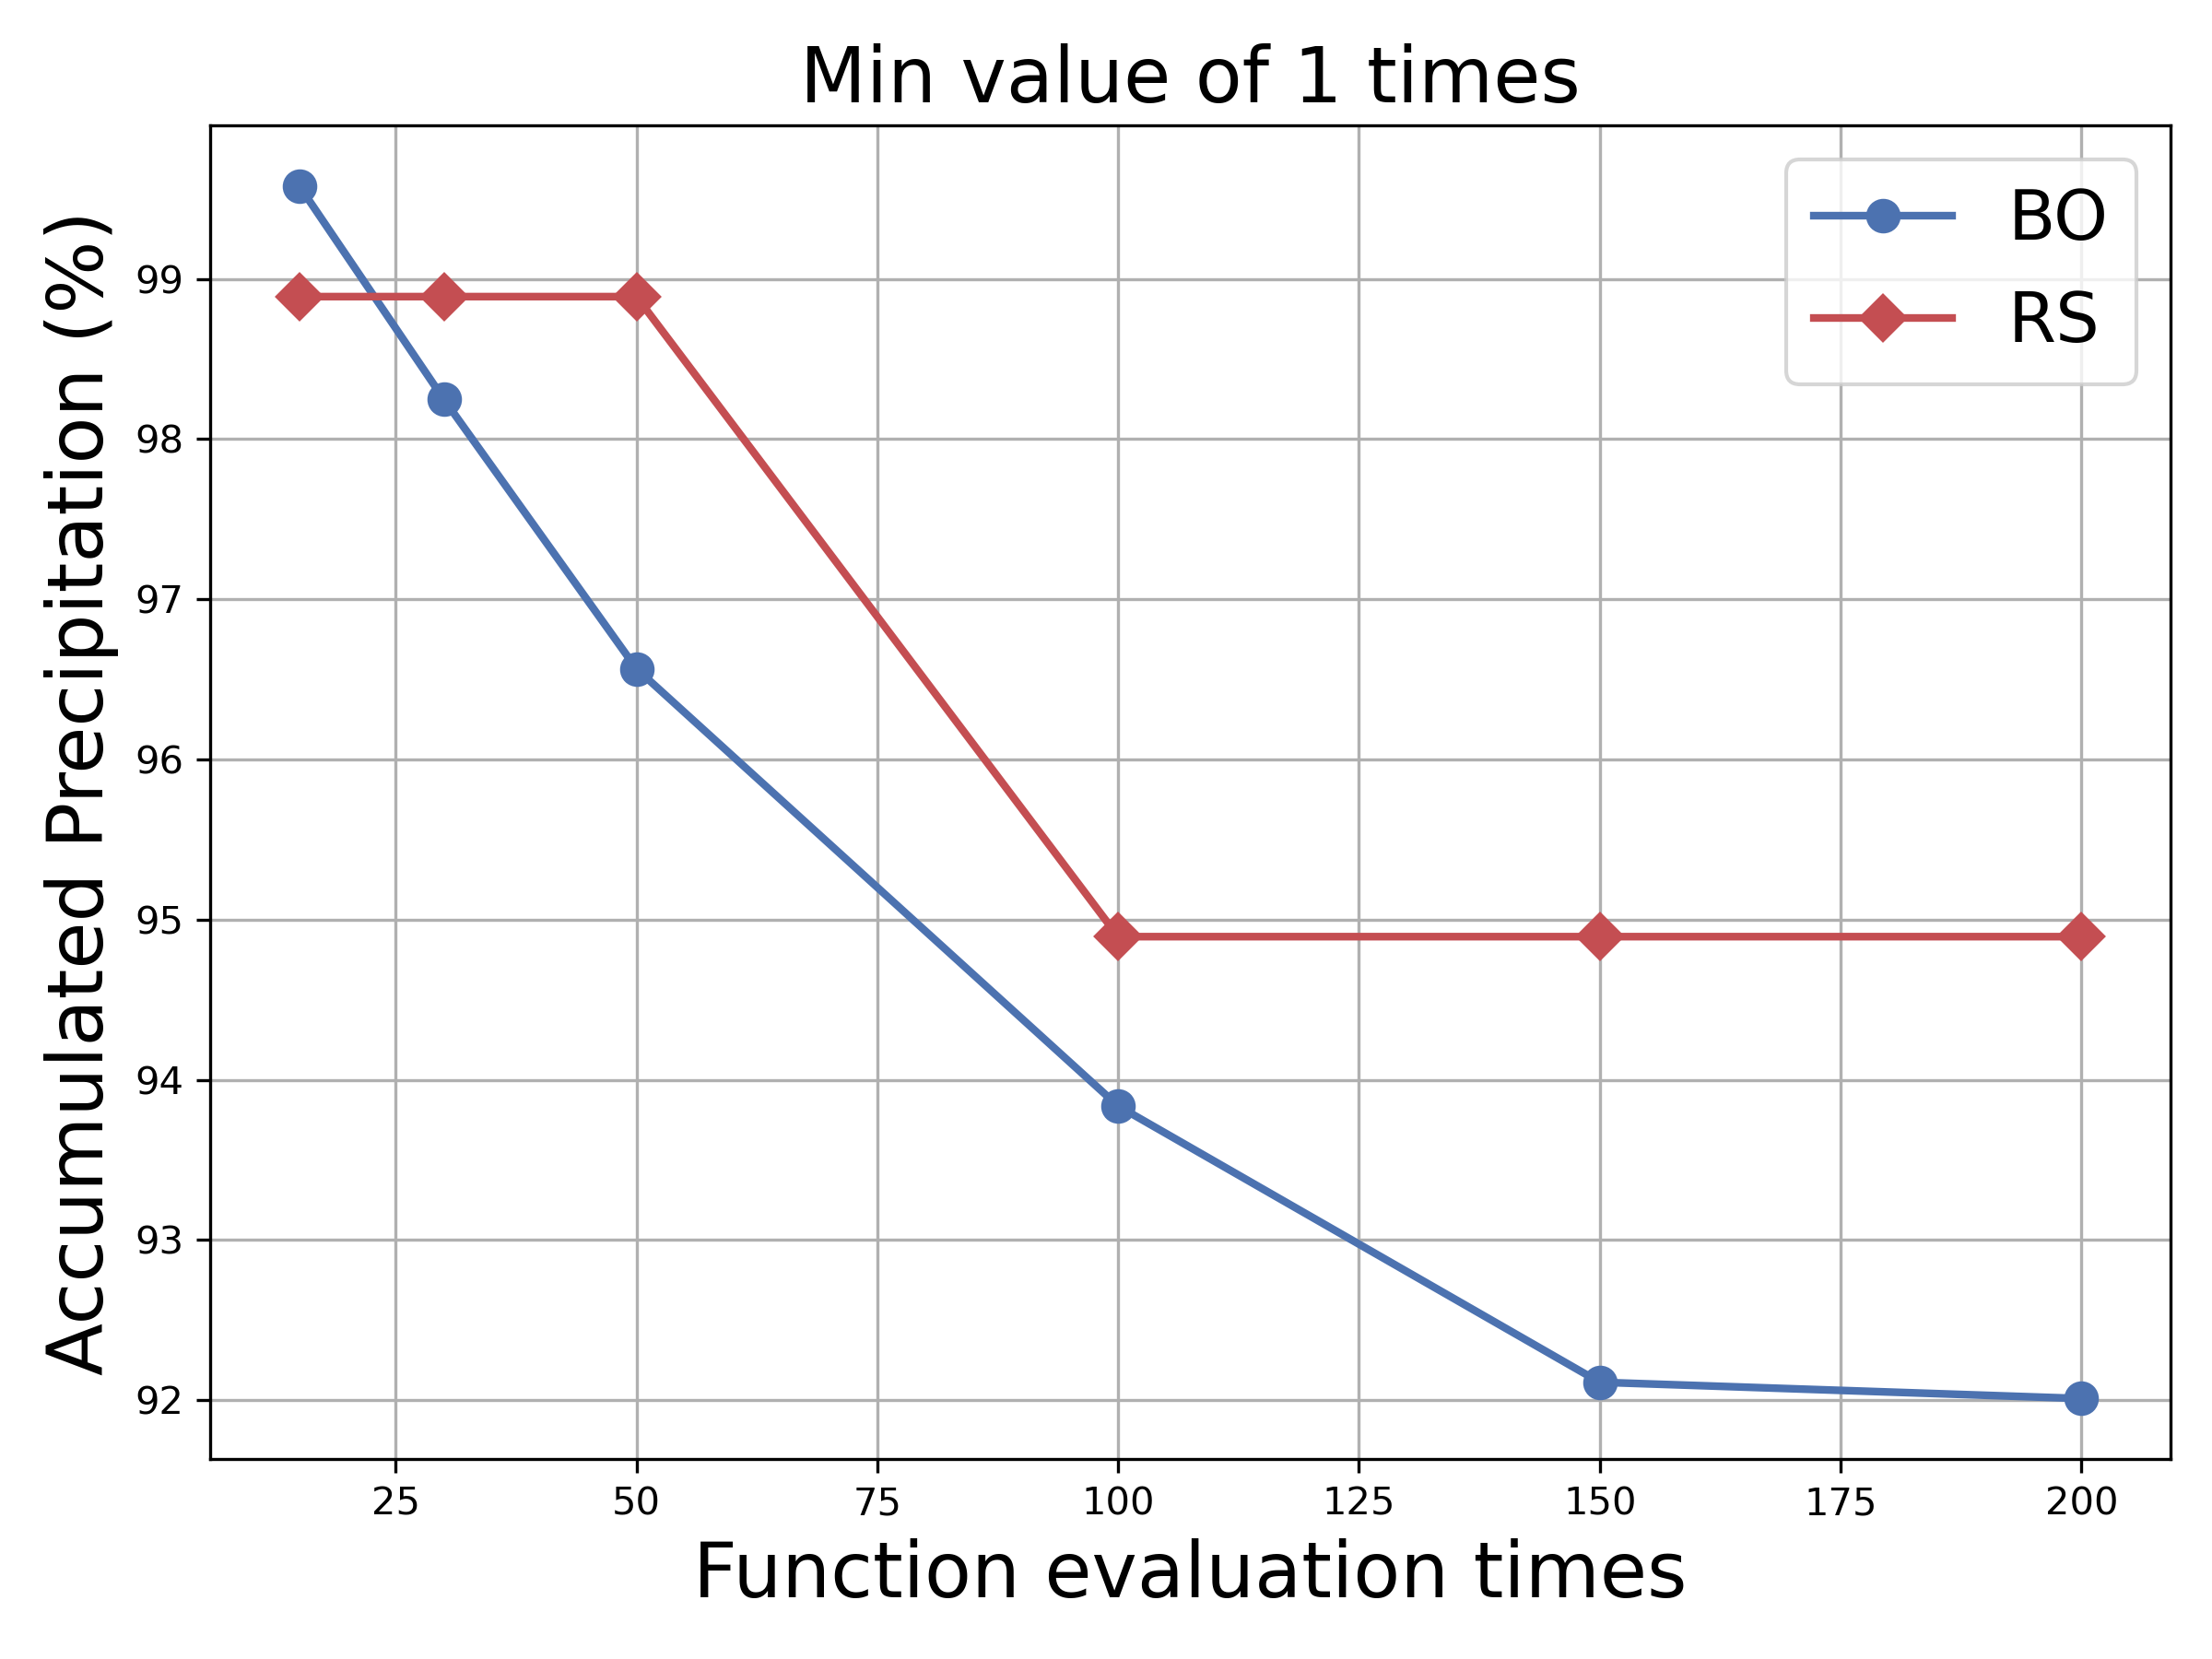 Min value of 1 times
BO
RS
Accumulated Precipitation (%)
99
98
97
96
95
94
93
92
25 50 75 100 125 150 175 200
Function evaluation times